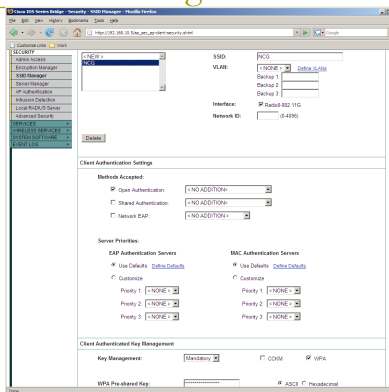 Cisco IOS Series Bridge - Security - SSID Manager - Mozilla Firefox
File Edit View History Bookmarks Tools Help
http://192.168.10.5/ap_sec_ap-client-security.shtml
Google
Customize Links Work
SECURITY
Admin Access
Encryption Manager
SSID Manager
Server Manager
AP Authentication
Intrusion Detection
Local RADIUS Server
Advanced Security
SERVICES +
WIRELESS SERVICES +
SYSTEM SOFTWARE +
EVENT LOG +
< NEW >
NCG
SSID: NCG
VLAN: < NONE > Define VLANs
Backup 1:
Backup 2:
Backup 3:
Interface: Radio0-802.11G
Network ID: (0-4096)
Delete
Client Authentication Settings
Methods Accepted:
Open Authentication: < NO ADDITION>
Shared Authentication: < NO ADDITION>
Network EAP: < NO ADDITION >
Server Priorities:
EAP Authentication Servers MAC Authentication Servers
Use Defaults Define Defaults Use Defaults Define Defaults
Customize Customize
Priority 1: < NONE > Priority 1: < NONE >
Priority 2: < NONE > Priority 2: < NONE >
Priority 3: < NONE > Priority 3: < NONE >
Client Authenticated Key Management
Key Management: Mandatory CCKM WPA
WPA Pre-shared Key: ASCII Hexadecimal
Done